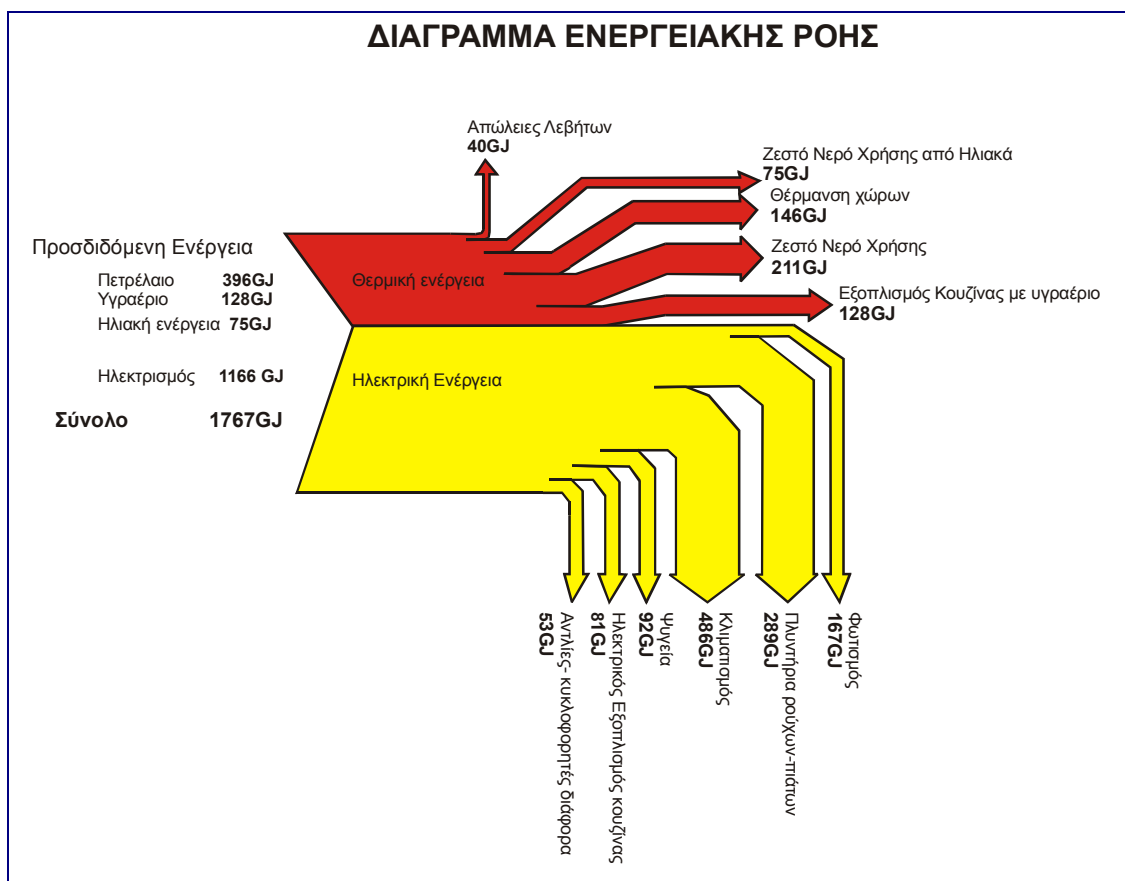 ΔΙΑΓΡΑΜΜΑ ΕΝΕΡΓΕΙΑΚΗΣ ΡΟΗΣ
Απώλειες Λεβήτων
40GJ
Ζεστό Νερό Χρήσης από Ηλιακά
75GJ
Θέρμανση χώρων
146GJ
Ζεστό Νερό Χρήσης
211GJ
Εξοπλισμός Κουζίνας με υγραέριο
128GJ
Προσδιδόμενη Ενέργεια
Πετρέλαιο 396GJ
Υγραέριο 128GJ
Ηλιακή ενέργεια 75GJ
Ηλεκτρισμός 1166 GJ
Σύνολο 1767GJ
Θερμική ενέργεια
Ηλεκτρική Ενέργεια
Αντλίες- κυκλοφορητές διάφορα
53GJ
Ηλεκτρικός Εξοπλισμός κουζίνας
81GJ
Ψυγεία
92GJ
Κλιματισμός
486GJ
Πλυντήρια ρούχων-πιάτων
289GJ
Φωτισμός
167GJ